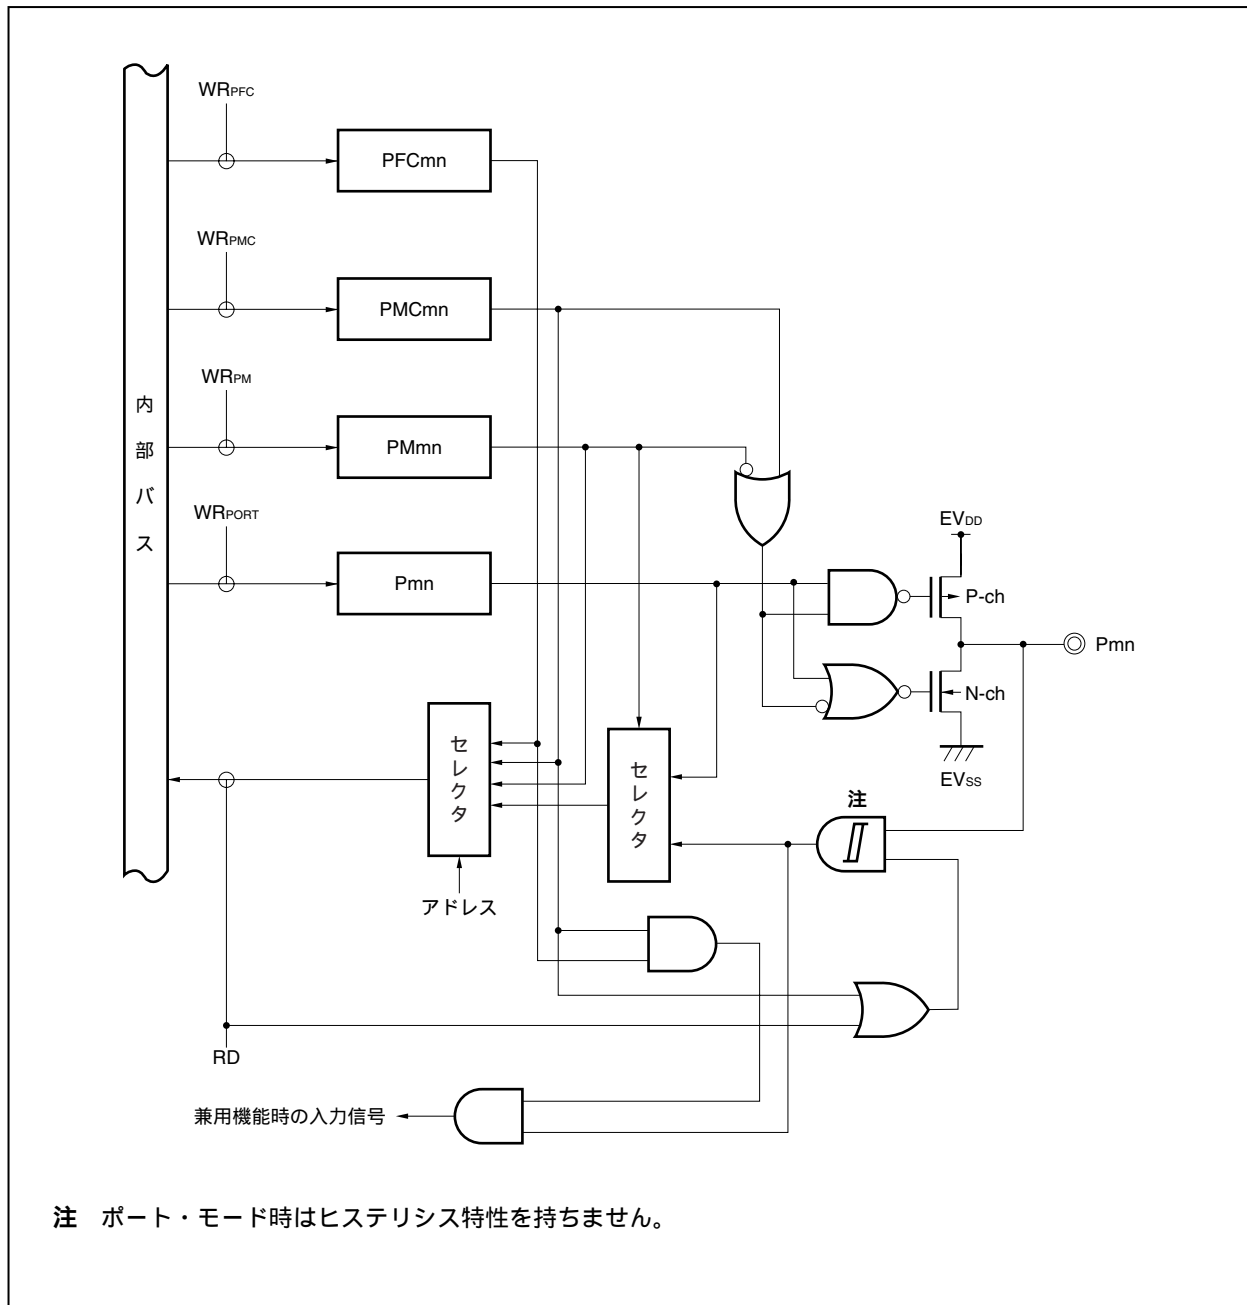 WRPFC
PFCmn
WRPMC
PMCmn
WRPM
PMmn
内部バス
WRPORT
Pmn
EVDD
P-ch
Pmn
N-ch
EVSS
セレクタ
セレクタ
注
アドレス
RD
兼用機能時の入力信号
注 ポート・モード時はヒステリシス特性を持ちません。